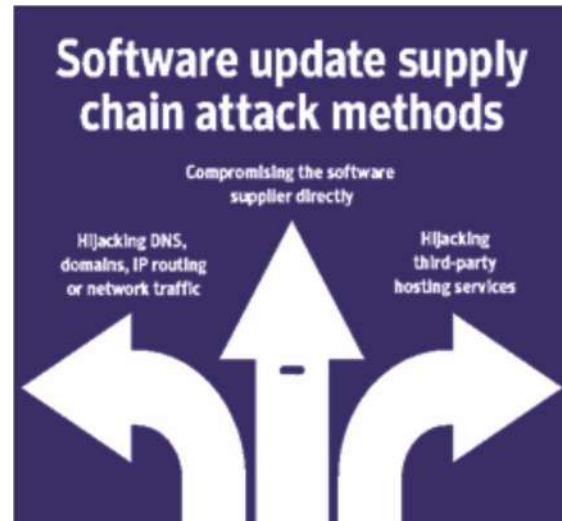 Software update supply
chain attack methods
Compromising the software
supplier directly
Hijacking DNS,
domains, IP routing
or network traffic
Hijacking
third-party
hosting services